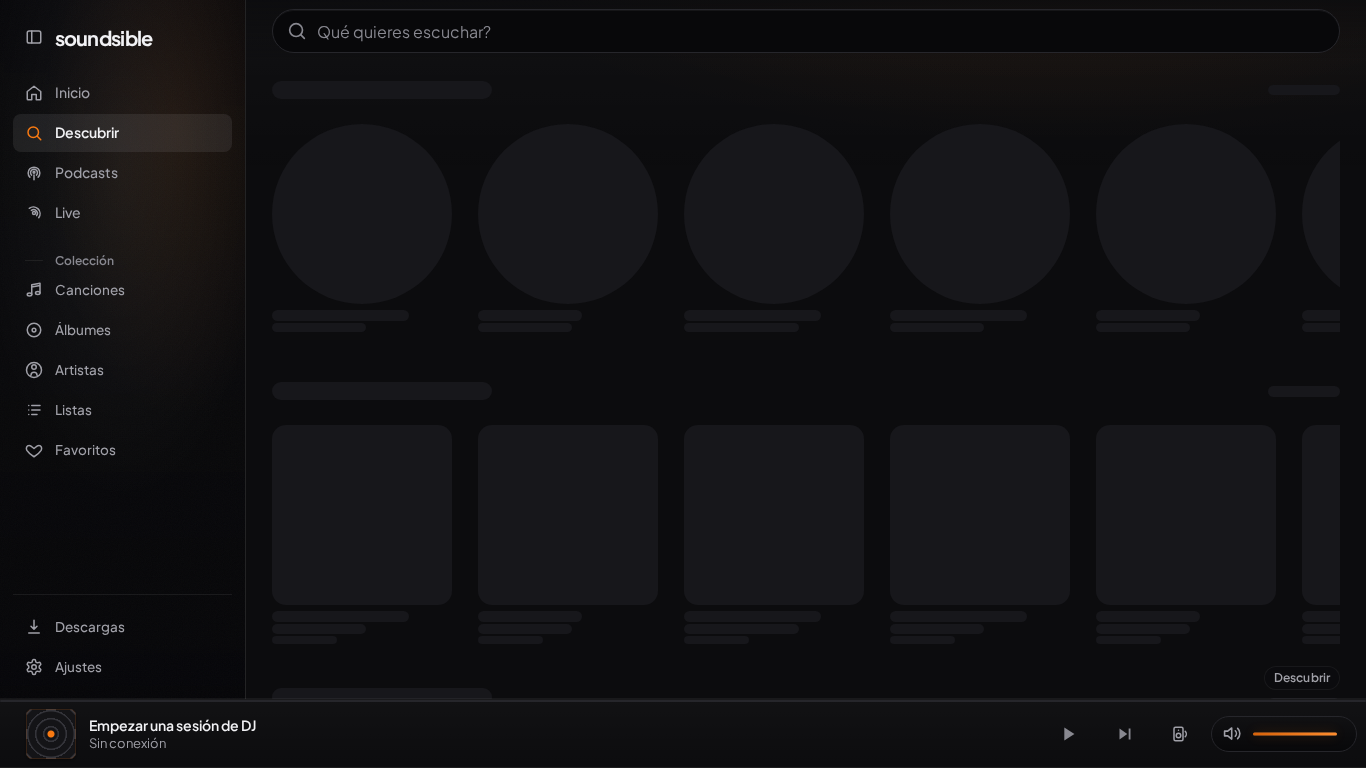 soundsible
Qué quieres escuchar?
Inicio
Descubrir
Podcasts
Live
Colección
Canciones
Álbumes
Artistas
Listas
Favoritos
Descargas
Ajustes
Descubrir
Empezar una sesión de DJ
Sin conexión